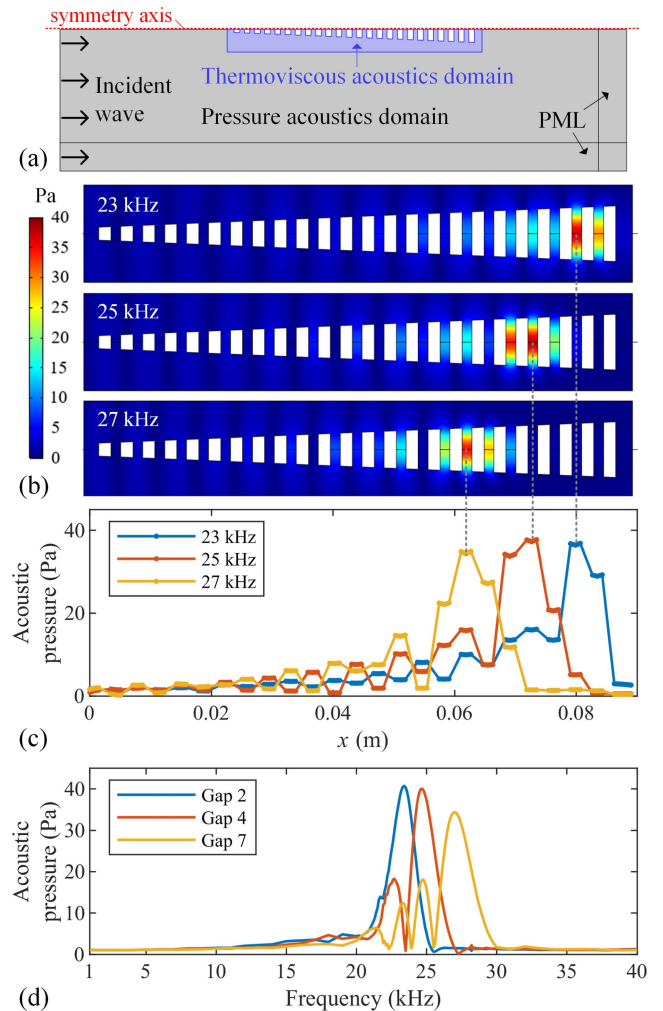 symmetry axis
Thermoviscous acoustics domain
Incident
wave
Pressure acoustics domain
PML
(a)
Pa
40
35
30
25
20
15
10
5
0
23 kHz
25 kHz
27 kHz
(b)
40
20
0
Acoustic
pressure (Pa)
23 kHz
25 kHz
27 kHz
0
0.02
0.04
0.06
0.08
x (m)
(c)
40
30
20
10
0
Acoustic
pressure (Pa)
Gap 2
Gap 4
Gap 7
1
5
10
15
20
25
30
35
40
Frequency (kHz)
(d)